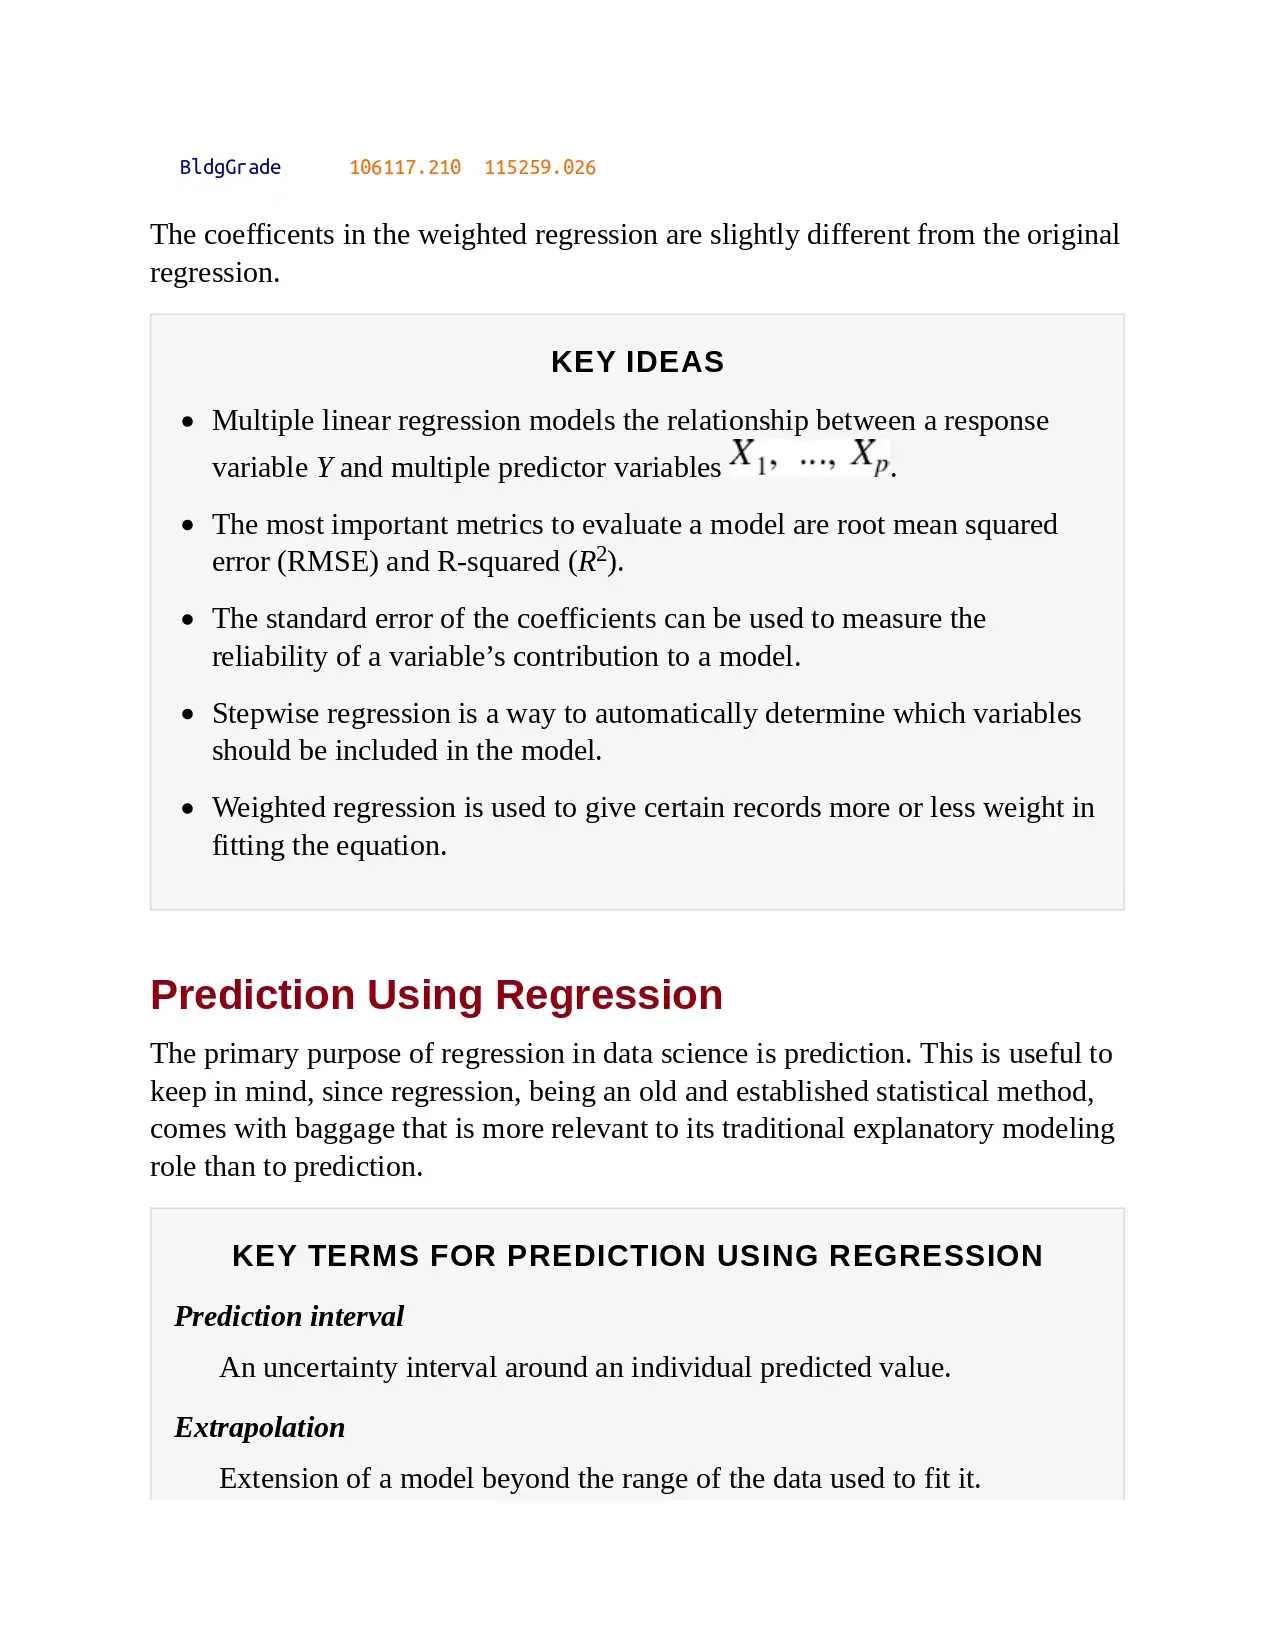 BldgGrade 106117.210 115259.026
The coefficents in the weighted regression are slightly different from the original
regression.
KEY IDEAS
• Multiple linear regression models the relationship between a response
variable Y and multiple predictor variables X1, ..., Xp.
• The most important metrics to evaluate a model are root mean squared
error (RMSE) and R-squared (R²).
• The standard error of the coefficients can be used to measure the
reliability of a variable’s contribution to a model.
• Stepwise regression is a way to automatically determine which variables
should be included in the model.
• Weighted regression is used to give certain records more or less weight in
fitting the equation.
Prediction Using Regression
The primary purpose of regression in data science is prediction. This is useful to
keep in mind, since regression, being an old and established statistical method,
comes with baggage that is more relevant to its traditional explanatory modeling
role than to prediction.
KEY TERMS FOR PREDICTION USING REGRESSION
Prediction interval
An uncertainty interval around an individual predicted value.
Extrapolation
Extension of a model beyond the range of the data used to fit it.